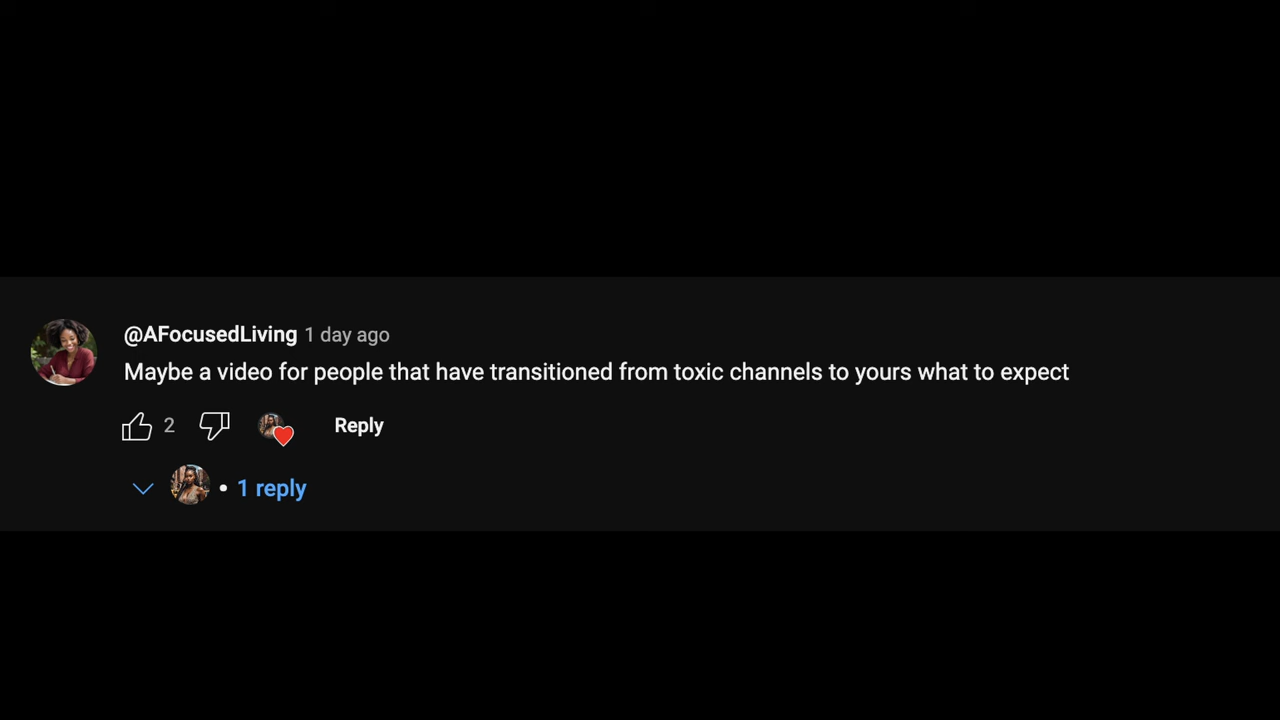 @AFocusedLiving 1 day ago
Maybe a video for people that have transitioned from toxic channels to yours what to expect
2 Reply
• 1 reply